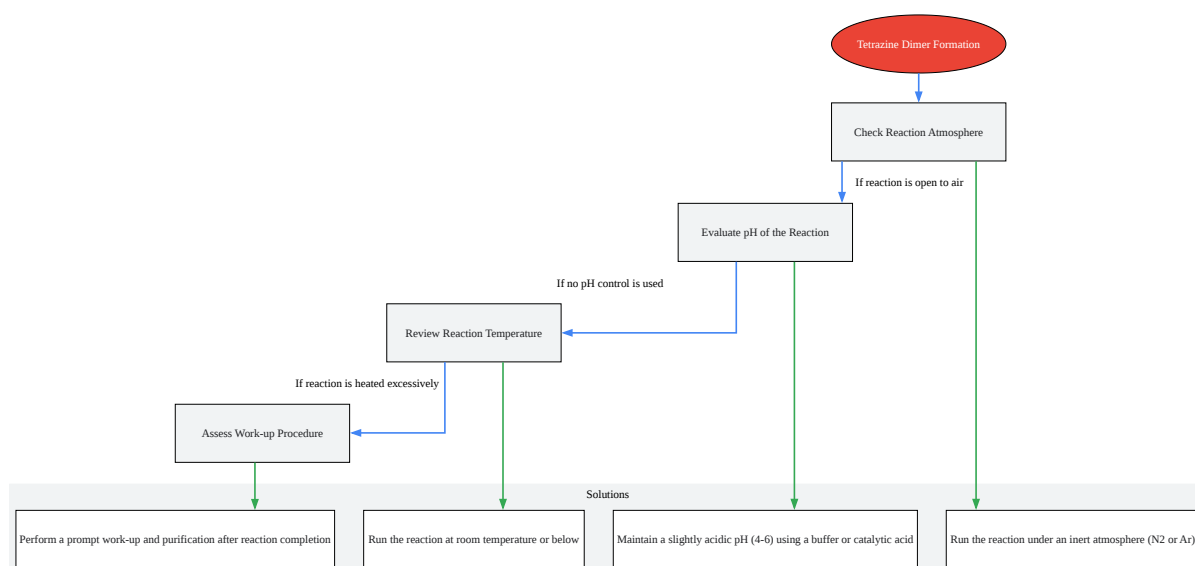 Tetrazine Dimer Formation
Check Reaction Atmosphere
If reaction is open to air
Evaluate pH of the Reaction
If no pH control is used
Review Reaction Temperature
If reaction is heated excessively
Assess Work-up Procedure
Solutions
Perform a prompt work-up and purification after reaction completion
Run the reaction at room temperature or below
Maintain a slightly acidic pH (4-6) using a buffer or catalytic acid
Run the reaction under an inert atmosphere (N2 or Ar)